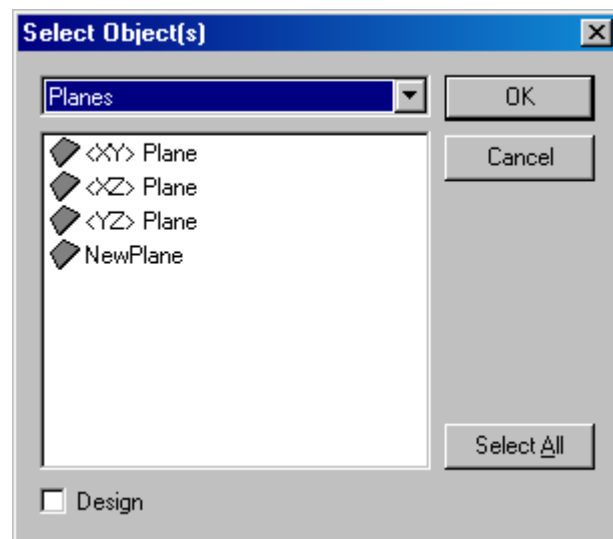 Select Object(s)
Planes
OK
<XY> Plane
Cancel
<XZ> Plane
<YZ> Plane
NewPlane
Select All
Design